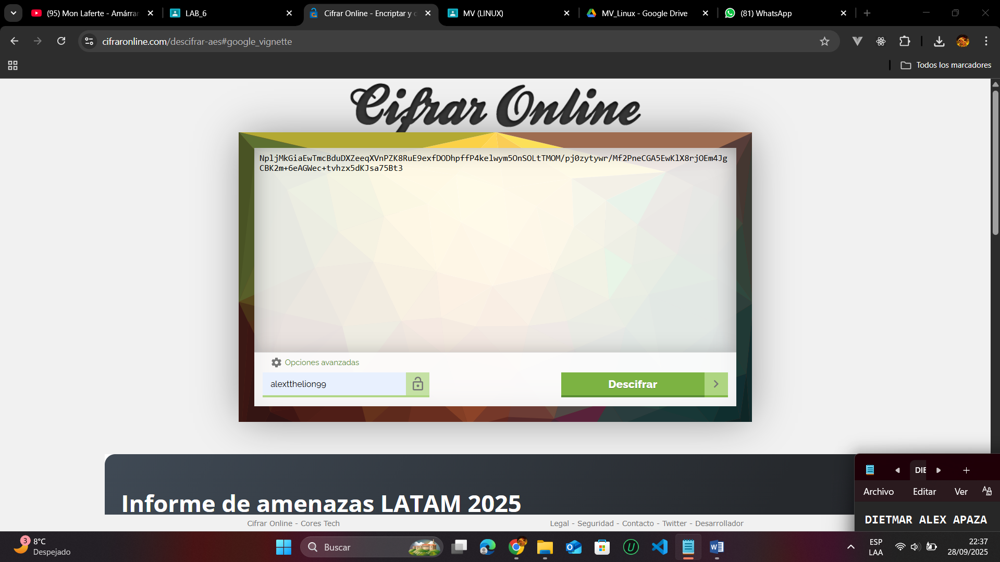 (95) Mon Laferte - Amárrar
LAB_6
Cifrar Online - Encriptar y
MV (LINUX)
MV_Linux - Google Drive
(81) WhatsApp
cifraronline.com/descifrar-aes#google_vignette
Todos los marcadores
Cifrar Online
NpljMkGiaEwTmcBduDXZeeqXVnPZK8RuE9exfDODhpffP4kelwym5OnSOLtTMOM/pj0zytywr/Mf2PneCGA5EwKlX8rjOEm4Jg
CBK2m+6eAGWec+tvhzx5dKJsa75Bt3
Opciones avanzadas
alextthelion99
Descifrar
Informe de amenazas LATAM 2025
Cifrar Online - Cores Tech
Legal - Seguridad - Contacto - Twitter - Desarrollador
DIE
Archivo
Editar
Ver
DIETMAR ALEX APAZA
3
8°C
Despejado
Buscar
ESP
LAA
22:37
28/09/2025